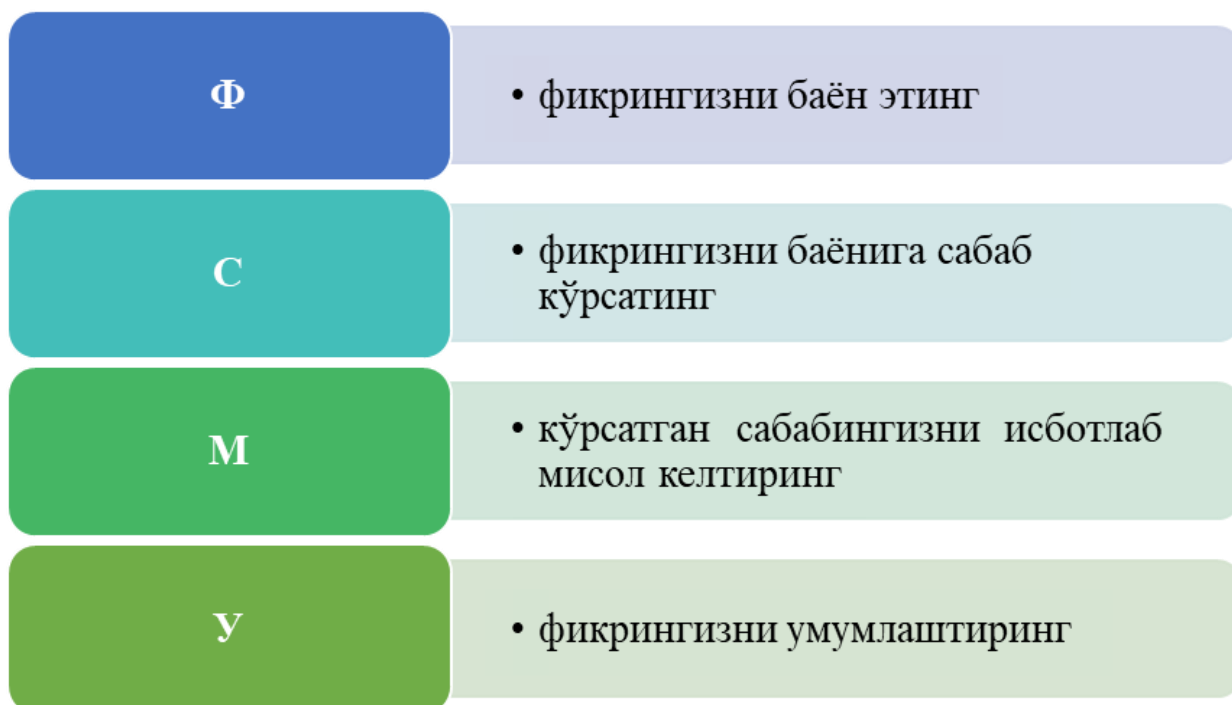 Ф
• фикрингизни баён этинг
С
• фикрингизни баёнига сабаб
кўрсатинг
М
• кўрсатган сабабингизни исботлаб
мисол келтиринг
У
• фикрингизни умумлаштиринг